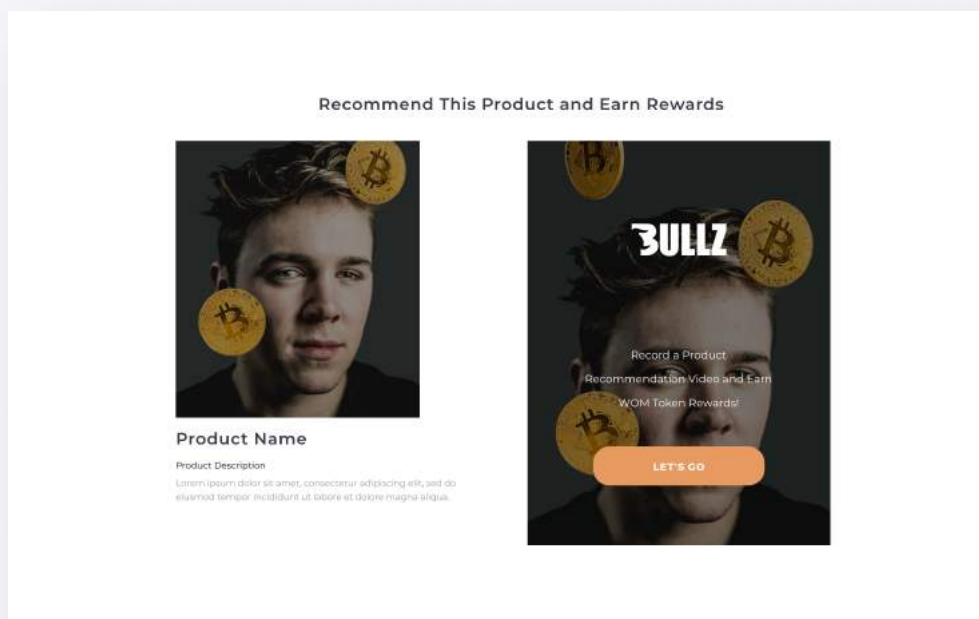 Recommend This Product and Earn Rewards
BULLZ
Record a Product
Recommendation Video and Earn
WOM Token Rewards!
LET'S GO
Product Name
Product Description
Lorem ipsum dolor sit amet, consectetur adipiscing elit, sed do
eiusmod tempor incididunt ut labore et dolore magna aliqua.